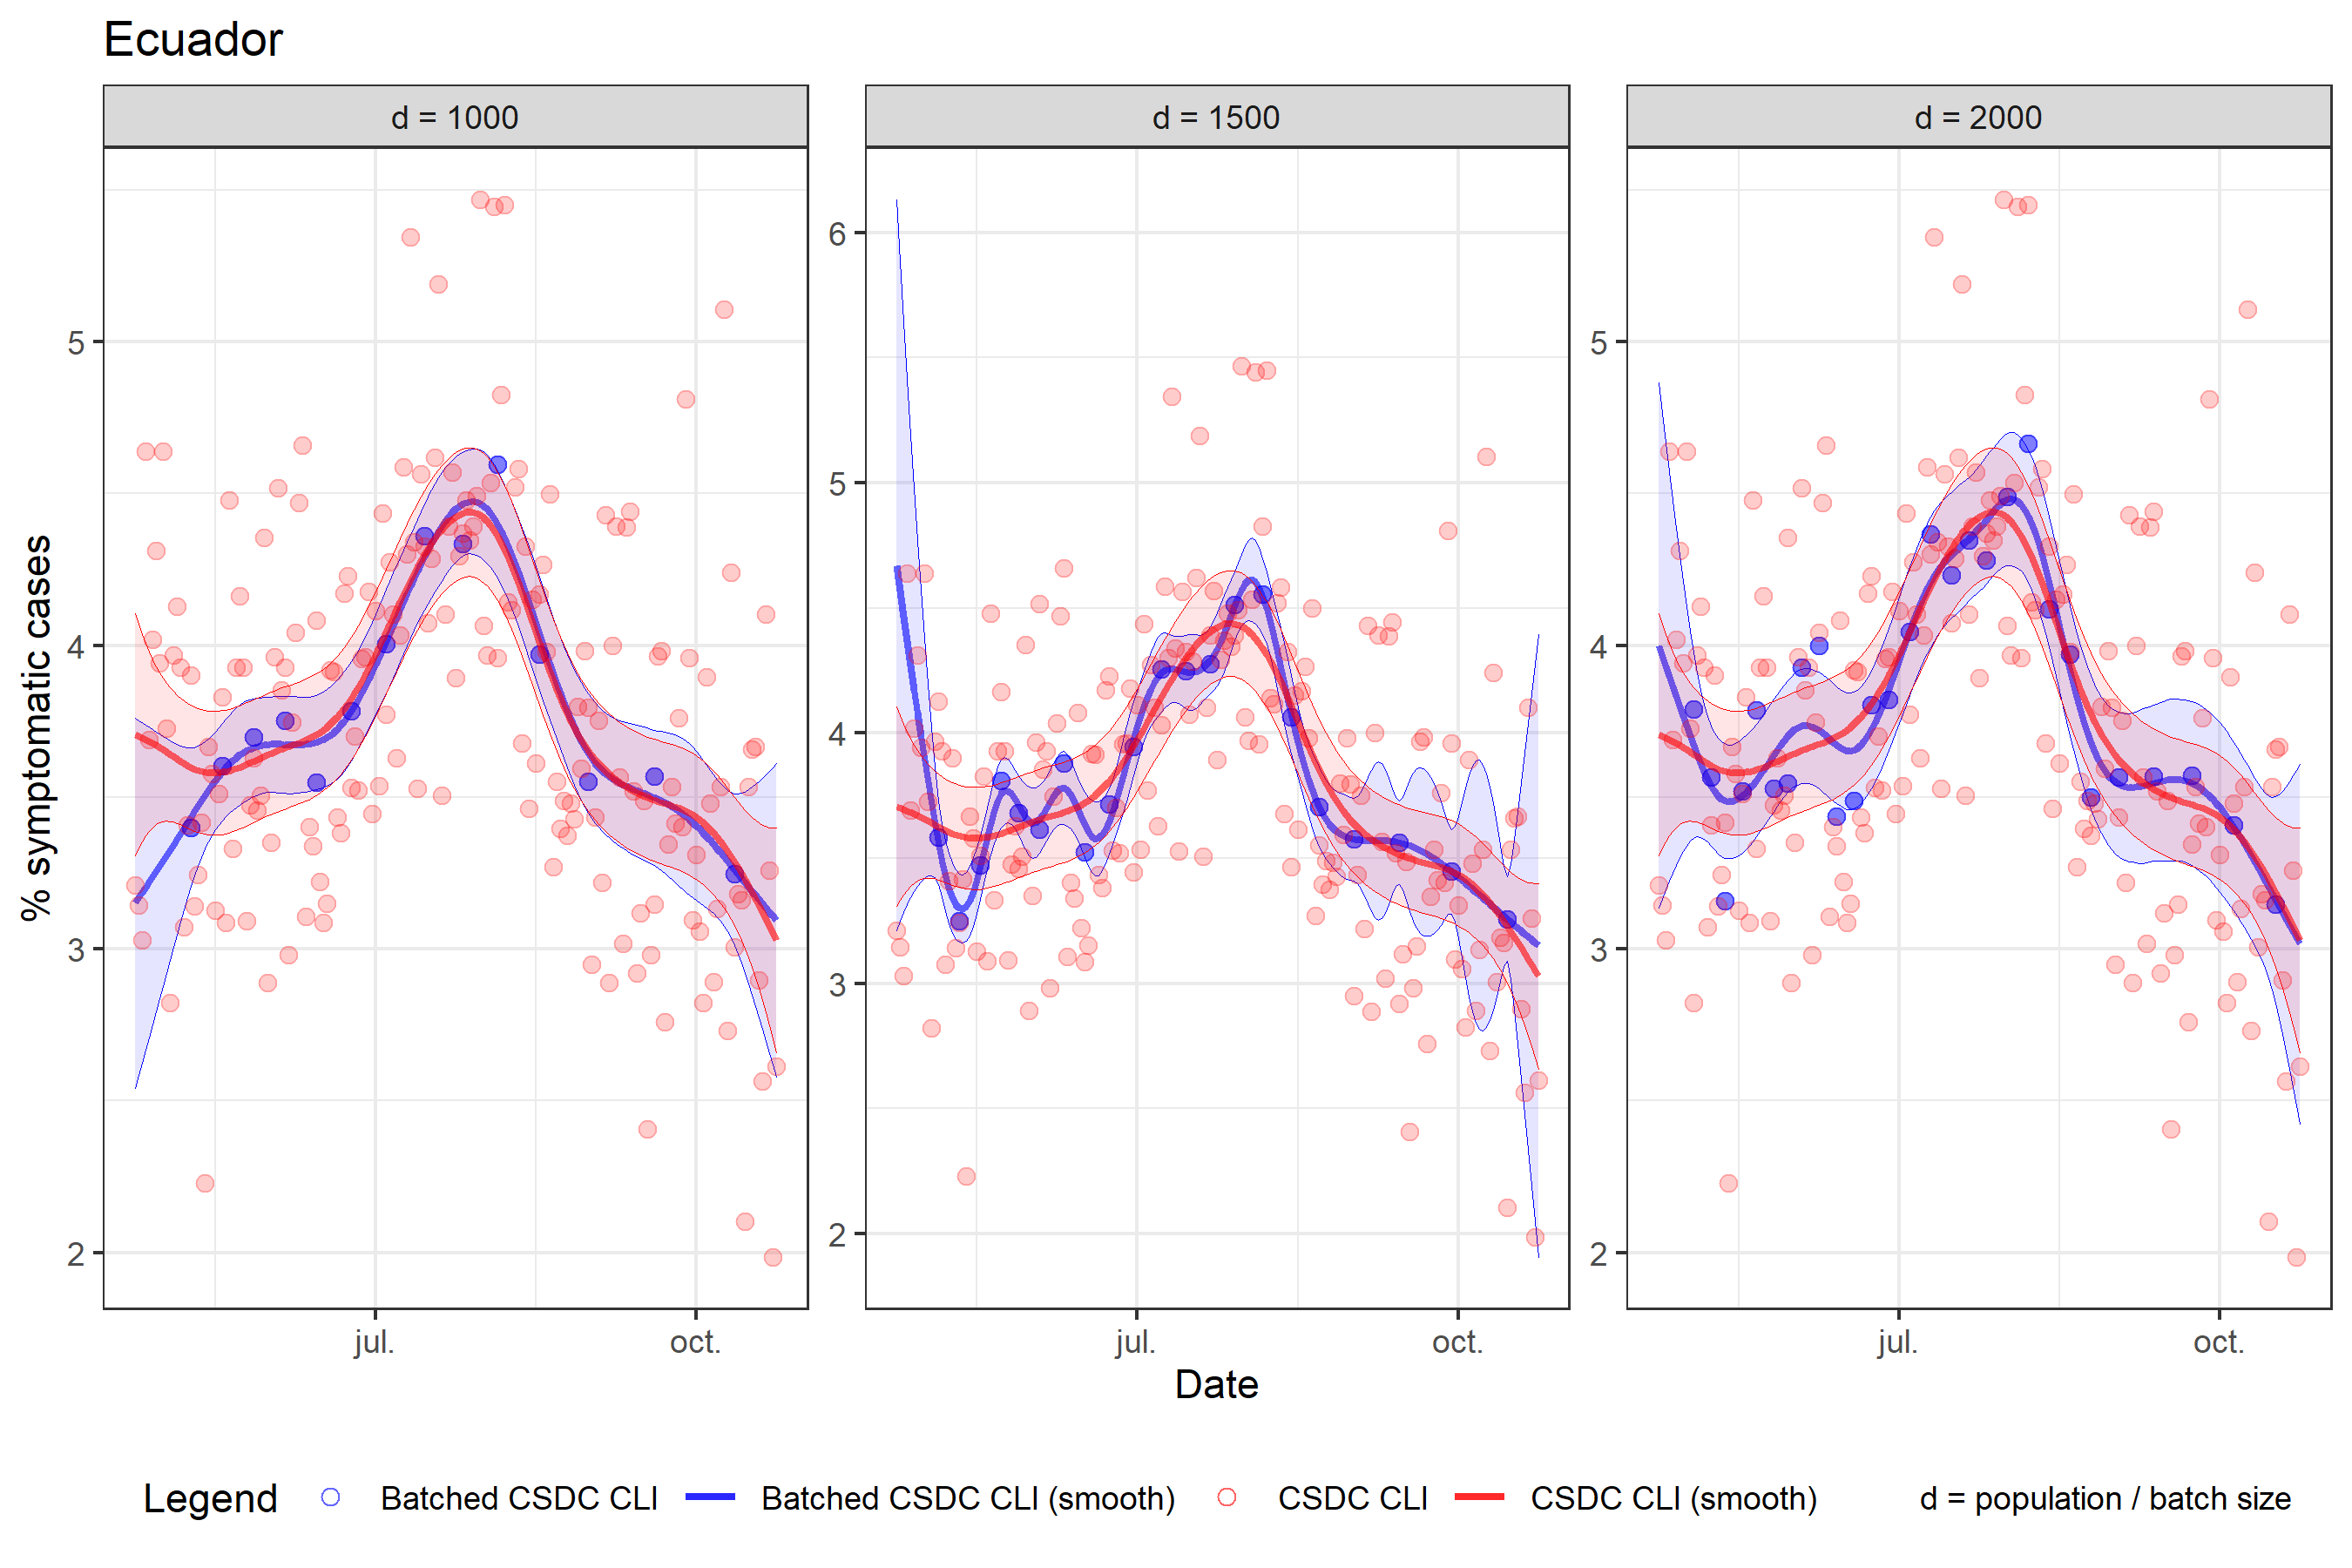 Ecuador
d = 1000
d = 1500
d = 2000
% symptomatic cases
5
4
3
2
6
5
4
3
2
5
4
3
2
jul.
oct.
jul.
oct.
jul.
oct.
Date
Legend
Batched CSDC CLI
Batched CSDC CLI (smooth)
CSDC CLI
CSDC CLI (smooth)
d = population / batch size